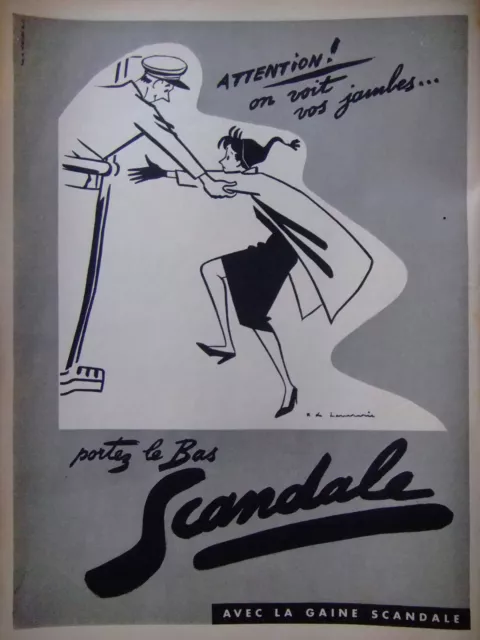 ATTENTION!
on voit
vos jambes...
portez le Bas
Scandale
AVEC LA GAINE SCANDALE